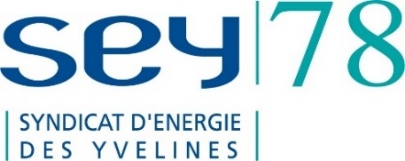 sey 78
SYNDICAT D'ENERGIE
DES YVELINES